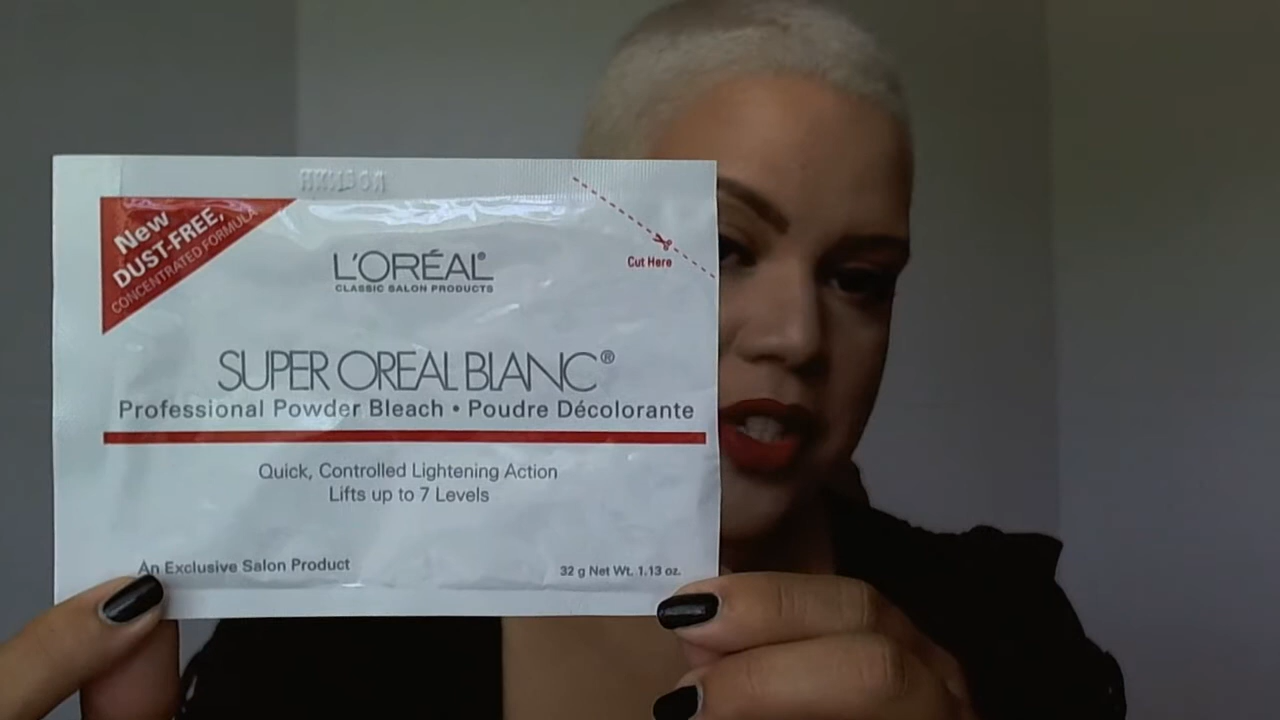 New
DUST-FREE,
CONCENTRATED FORMULA
L'ORÉAL®
CLASSIC SALON PRODUCTS
Cut Here
SUPER OREAL BLANC®
Professional Powder Bleach • Poudre Décolorante
Quick, Controlled Lightening Action
Lifts up to 7 Levels
An Exclusive Salon Product
32 g Net Wt. 1.13 oz.